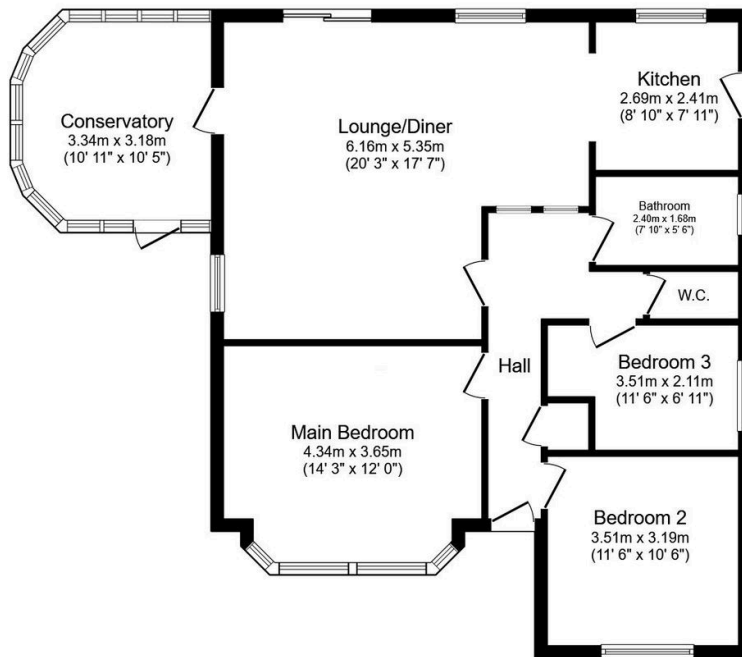 Conservatory
3.34m x 3.18m
(10' 11" x 10' 5")
Lounge/Diner
6.16m x 5.35m
(20' 3" x 17' 7")
Kitchen
2.69m x 2.41m
(8' 10" x 7' 11")
Bathroom
2.40m x 1.68m
(7' 10" x 5' 6")
W.C.
Hall
Bedroom 3
3.51m x 2.11m
(11' 6" x 6' 11")
Main Bedroom
4.34m x 3.65m
(14' 3" x 12' 0")
Bedroom 2
3.51m x 3.19m
(11' 6" x 10' 6")